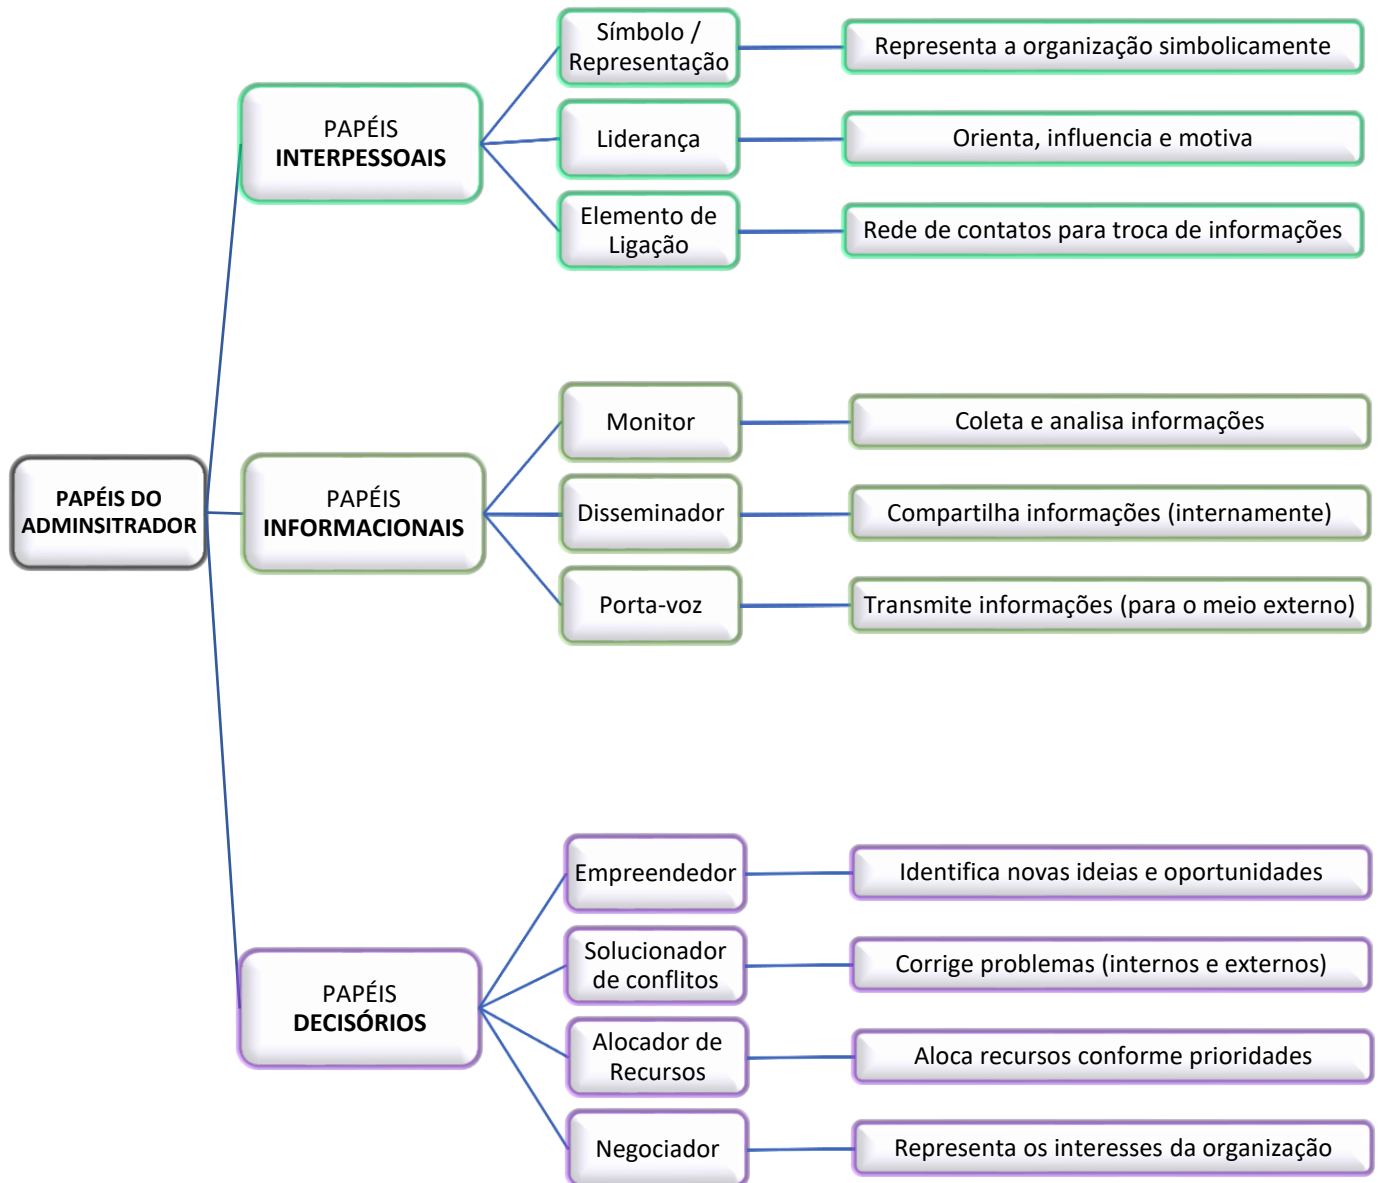 PAPÉIS DO
ADMINSITRADOR
PAPÉIS
INTERPESSOAIS
Símbolo /
Representação
Representa a organização simbolicamente
Liderança
Orienta, influencia e motiva
Elemento de
Ligação
Rede de contatos para troca de informações
PAPÉIS
INFORMACIONAIS
Monitor
Coleta e analisa informações
Disseminador
Compartilha informações (internamente)
Porta-voz
Transmite informações (para o meio externo)
PAPÉIS
DECISÓRIOS
Empreendedor
Identifica novas ideias e oportunidades
Solucionador
de conflitos
Corrige problemas (internos e externos)
Alocador de
Recursos
Aloca recursos conforme prioridades
Negociador
Representa os interesses da organização